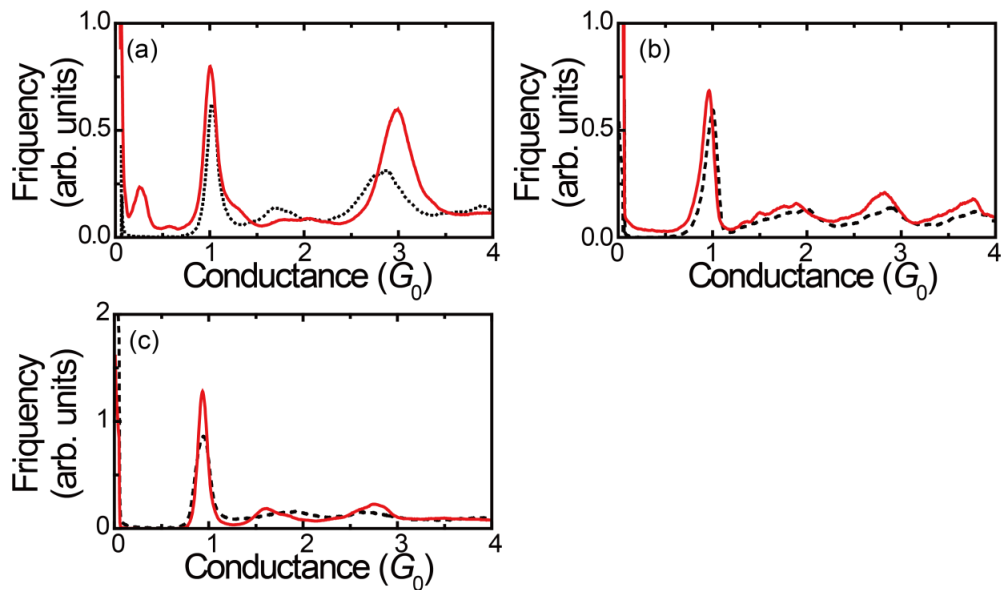 (a)
1.0
0.5
0.0
Friquency
(arb. units)
0 1 2 3 4
Conductance (G0)
(b)
1.0
0.5
0.0
Friquency
(arb. units)
0 1 2 3 4
Conductance (G0)
(c)
2
1
0
Friquency
(arb. units)
0 1 2 3 4
Conductance (G0)